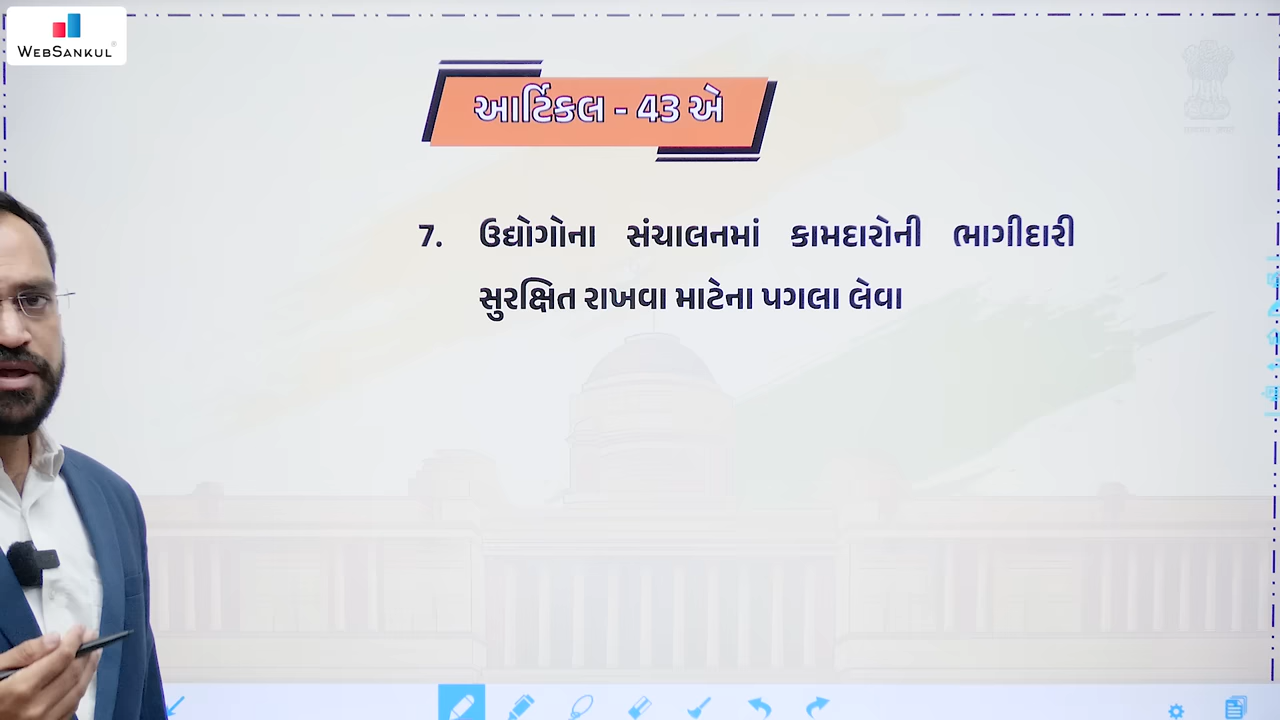 WEBSANKUL
આર્ટિકલ - 43 એ
7. ઉદ્યોગોના સંચાલનમાં કામદારોની ભાગીદારી
સુરક્ષિત રાખવા માટેના પગલા લેવા